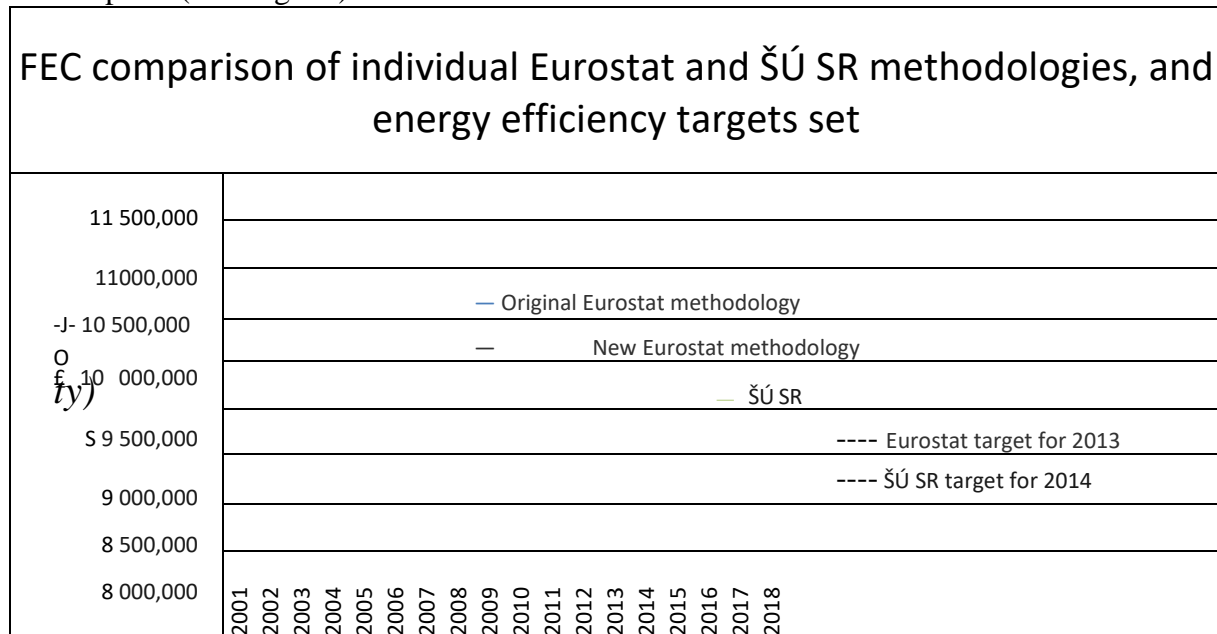 FEC comparison of individual Eurostat and ŠÚ SR methodologies, and
energy efficiency targets set
11 500,000
11000,000
— Original Eurostat methodology
-J- 10 500,000
— New Eurostat methodology
O
£ 10 000,000
ty)
— ŠÚ SR
S 9 500,000
---- Eurostat target for 2013
---- ŠÚ SR target for 2014
9 000,000
8 500,000
8 000,000
2001
2002
2003
2004
2005
2006
2007
2008
2009
2010
2011
2012
2013
2014
2015
2016
2017
2018